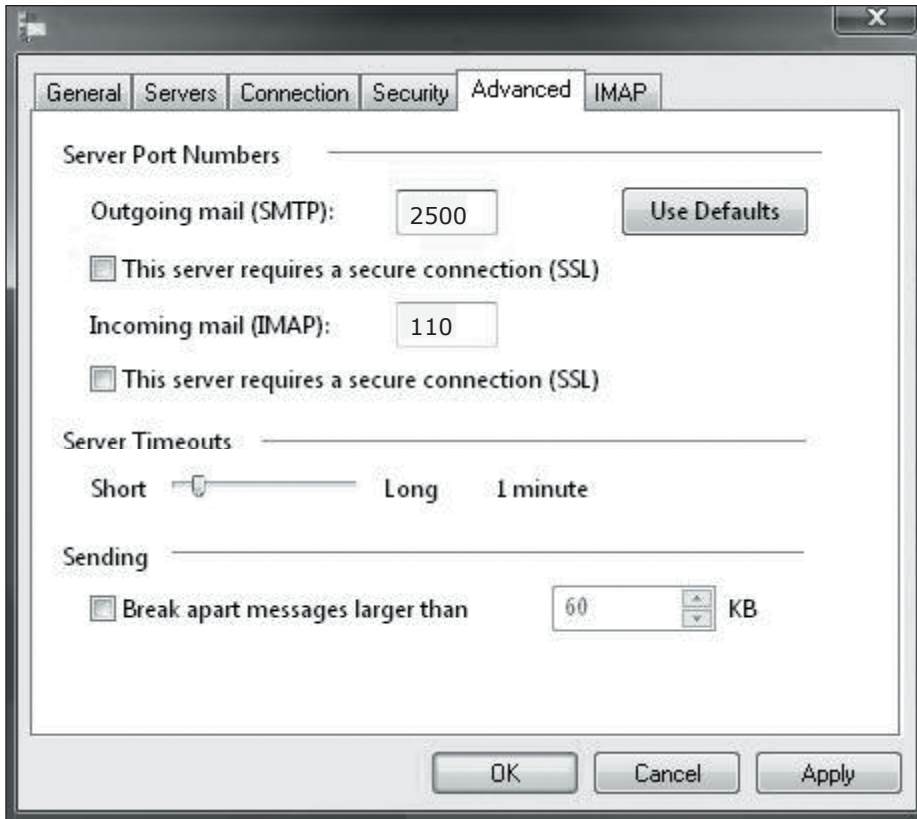 General Servers Connection Security Advanced IMAP
Server Port Numbers
Outgoing mail (SMTP): 2500 Use Defaults
This server requires a secure connection (SSL)
Incoming mail (IMAP): 110
This server requires a secure connection (SSL)
Server Timeouts
Short Long 1 minute
Sending
Break apart messages larger than 60 KB
OK Cancel Apply